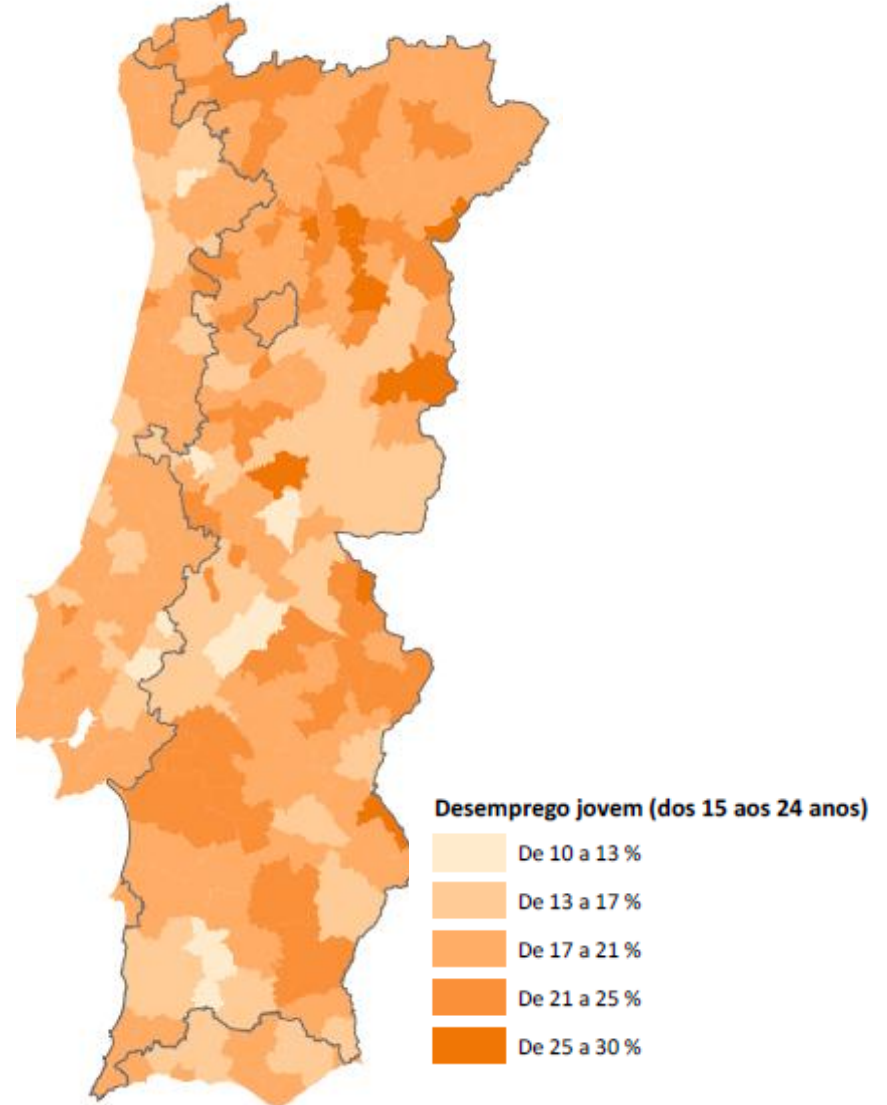 Desemprego jovem (dos 15 aos 24 anos)
De 10 a 13 %
De 13 a 17 %
De 17 a 21 %
De 21 a 25 %
De 25 a 30 %